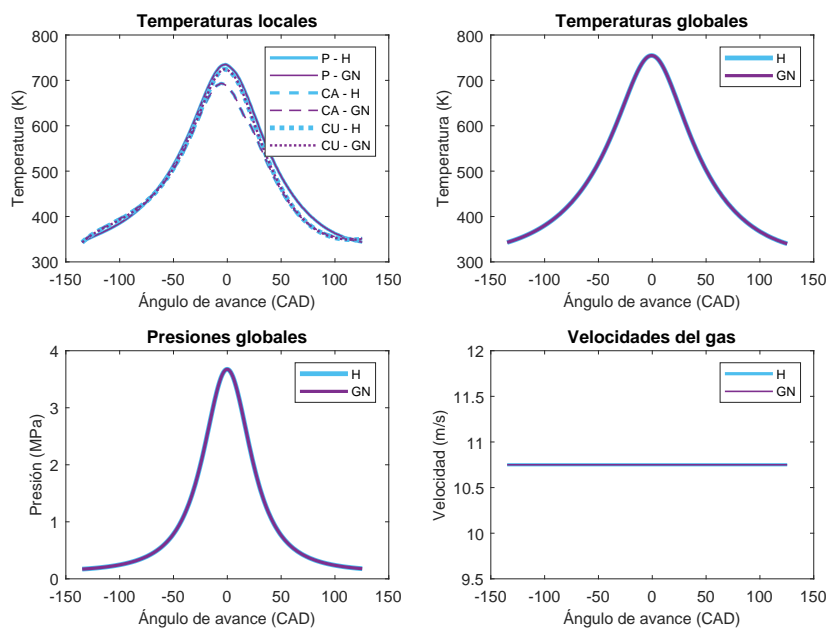 Temperaturas locales
800
700
600
500
400
300
Temperatura (K)
P - H
P - GN
CA - H
CA - GN
CU - H
CU - GN
-150 -100 -50 0 50 100 150
Ángulo de avance (CAD)
Temperaturas globales
800
700
600
500
400
300
Temperatura (K)
H
GN
-150 -100 -50 0 50 100 150
Ángulo de avance (CAD)
Presiones globales
4
3
2
1
0
Presión (MPa)
H
GN
-150 -100 -50 0 50 100 150
Ángulo de avance (CAD)
Velocidades del gas
12
11.5
11
10.5
10
9.5
Velocidad (m/s)
H
GN
-150 -100 -50 0 50 100 150
Ángulo de avance (CAD)